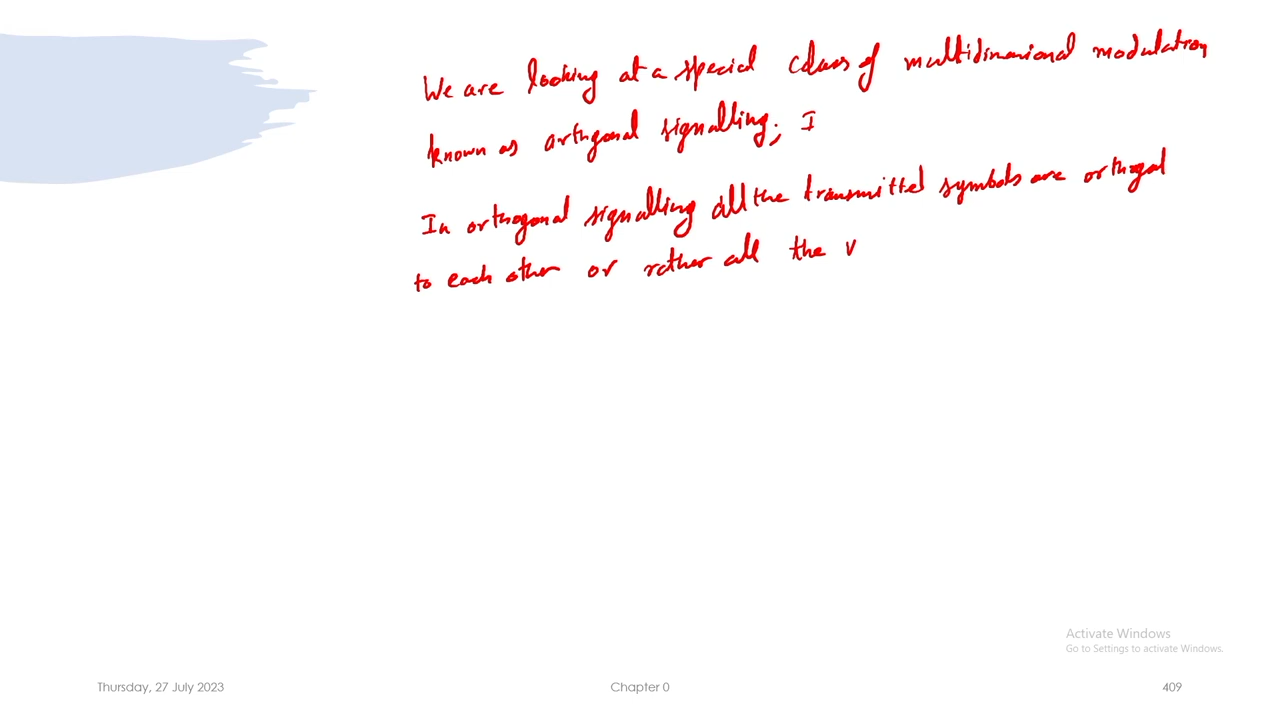 We are looking at a special class of multidimensional modulation
known as orthgonal signalling; I
In orthogonal signalling all the transmitted symbols are orthogal
to each other or rather all the v
Activate Windows
Go to Settings to activate Windows.
Thursday, 27 July 2023
Chapter 0
409